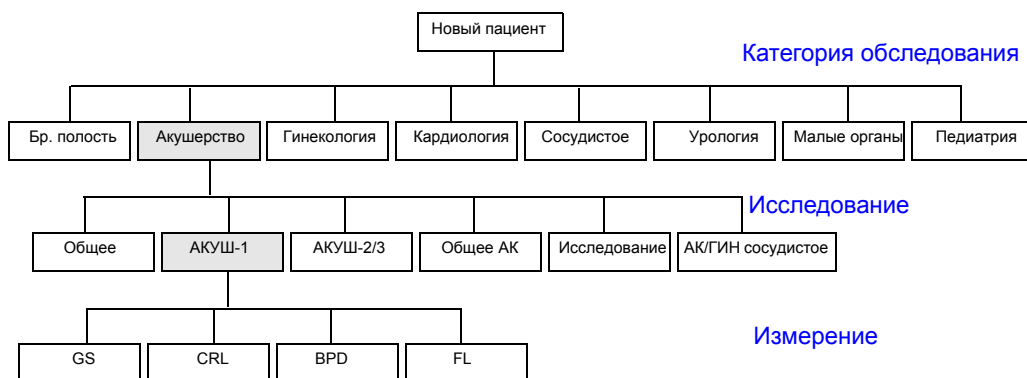 Новый пациент
Категория обследования
Бр. полость Акушерство Гинекология Кардиология Сосудистое Урология Малые органы Педиатрия
Исследование
Общее АКУШ-1 АКУШ-2/3 Общее АК Исследование АК/ГИН сосудистое
Измерение
GS CRL BPD FL